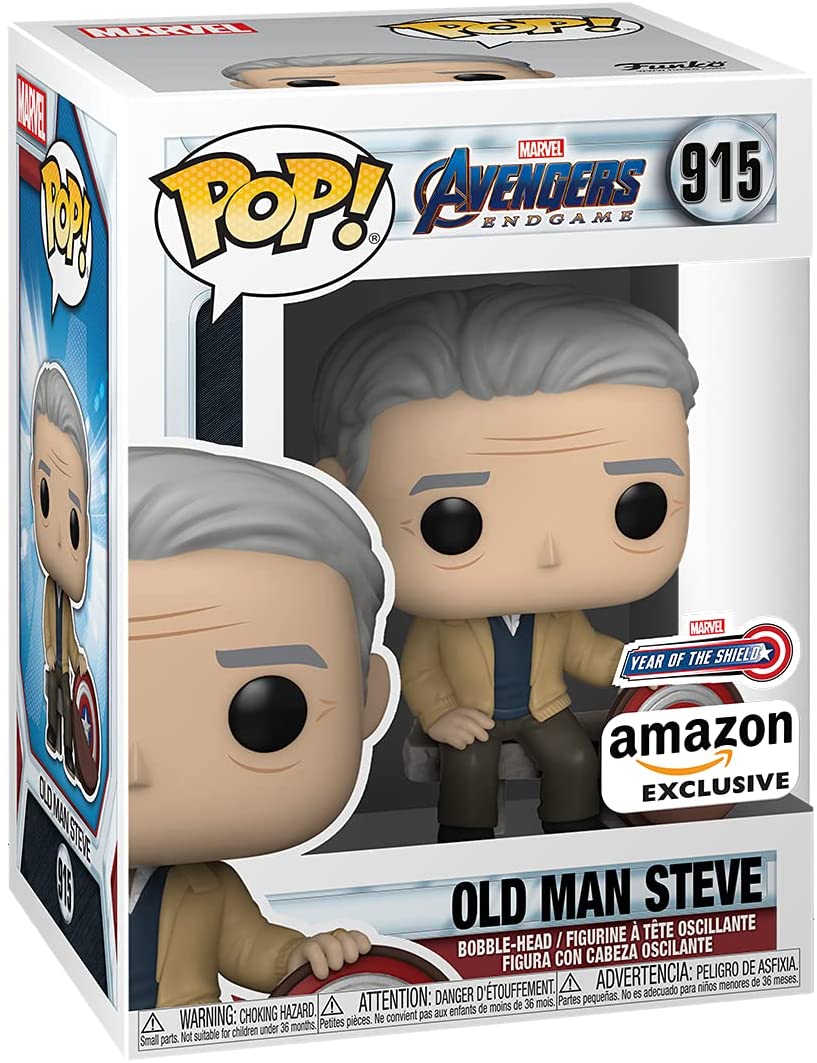 MARVEL
Funko
MARVEL
POP!
POP!®
MARVEL
AVENGERS
ENDGAME
915
MARVEL
YEAR OF THE SHIELD
amazon
EXCLUSIVE
OLD MAN STEVE
915
OLD MAN STEVE
BOBBLE-HEAD / FIGURINE À TÊTE OSCILLANTE
FIGURA CON CABEZA OSCILANTE
WARNING: CHOKING HAZARD.
Small parts. Not suitable for children under 36 months.
ATTENTION: DANGER D'ÉTOUFFEMENT.
Petites pièces. Ne convient pas aux enfants de moins de 36 mois.
ADVERTENCIA: PELIGRO DE ASFIXIA.
Partes pequeñas. No es adecuado para niños menores de 36 meses.